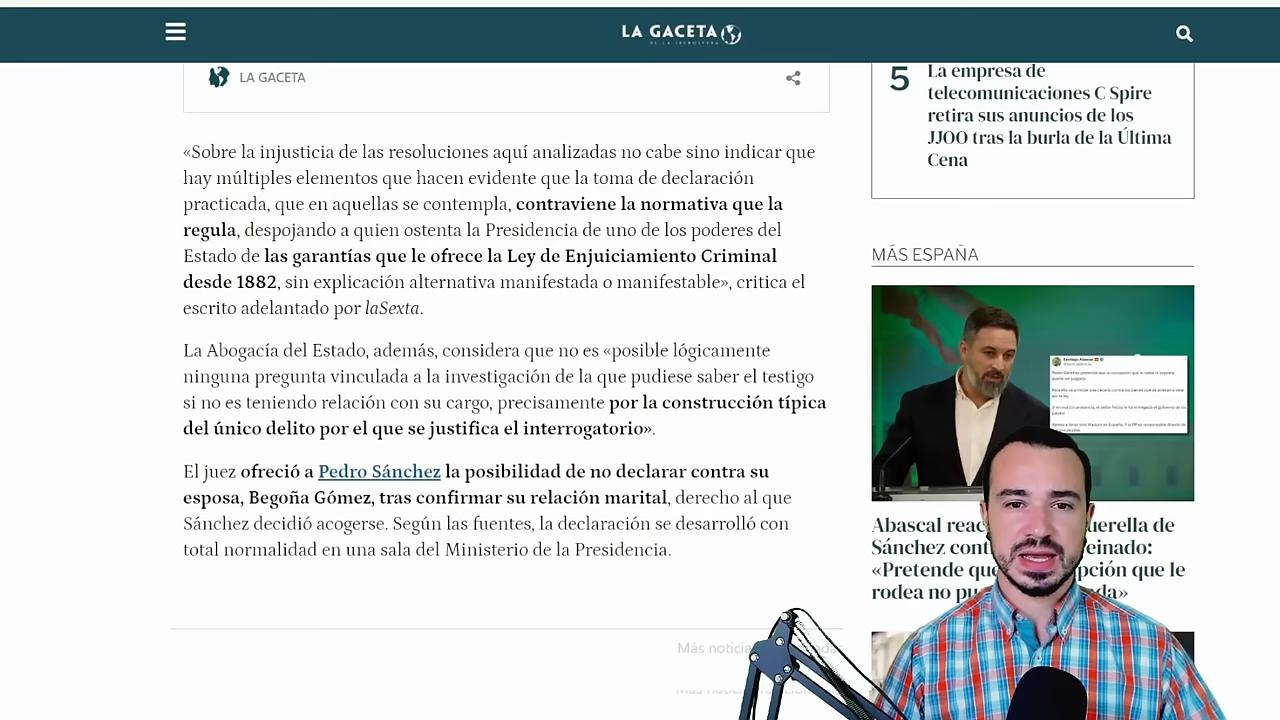 LA GACETA
DE LA IBEROSFERA
LA GACETA
«Sobre la injusticia de las resoluciones aquí analizadas no cabe sino indicar que
hay múltiples elementos que hacen evidente que la toma de declaración
practicada, que en aquellas se contempla, contraviene la normativa que la
regula, despojando a quien ostenta la Presidencia de uno de los poderes del
Estado de las garantías que le ofrece la Ley de Enjuiciamiento Criminal
desde 1882, sin explicación alternativa manifestada o manifestable», critica el
escrito adelantado por laSexta.
La Abogacía del Estado, además, considera que no es «posible lógicamente
ninguna pregunta vinculada a la investigación de la que pudiese saber el testigo
si no es teniendo relación con su cargo, precisamente por la construcción típica
del único delito por el que se justifica el interrogatorio».
El juez ofreció a Pedro Sánchez la posibilidad de no declarar contra su
esposa, Begoña Gómez, tras confirmar su relación marital, derecho al que
Sánchez decidió acogerse. Según las fuentes, la declaración se desarrolló con
total normalidad en una sala del Ministerio de la Presidencia.
Más
5
La empresa de
telecomunicaciones C Spire
retira sus anuncios de los
JJOO tras la burla de la Última
Cena
MÁS ESPAÑA
Abascal uerella de
Sánchez einado:
«Pretende pción que le
rodea no da»